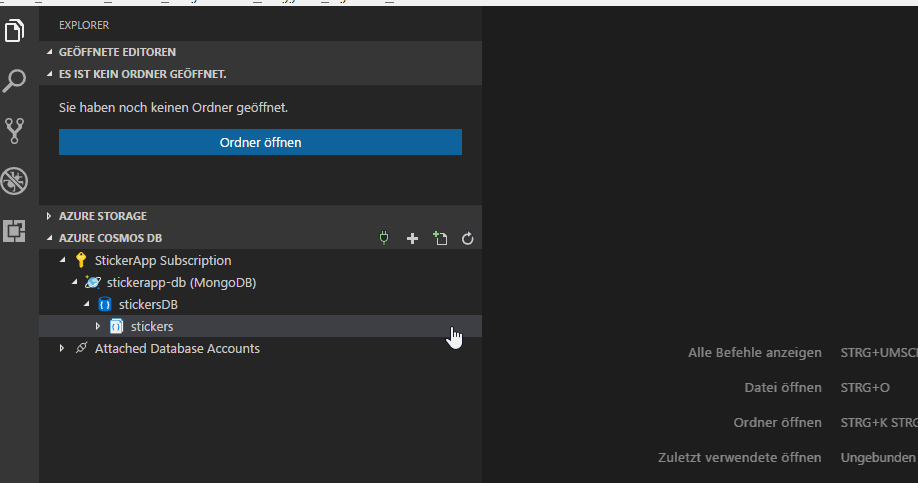 EXPLORER
GEÖFFNETE EDITOREN
ES IST KEIN ORDNER GEÖFFNET.
Sie haben noch keinen Ordner geöffnet.
Ordner öffnen
AZURE STORAGE
AZURE COSMOS DB
StickerApp Subscription
stickerapp-db (MongoDB)
stickersDB
stickers
Attached Database Accounts
Alle Befehle anzeigen STRG+UMSC
Datei öffnen STRG+O
Ordner öffnen STRG+K STRG
Zuletzt verwendete öffnen Ungebunden